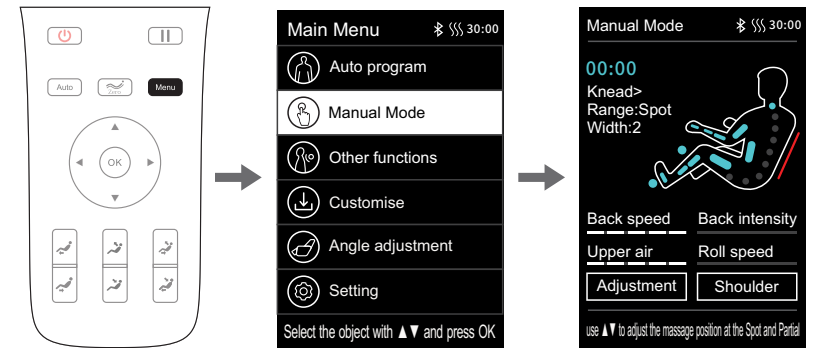 Auto
Zero
Menu
OK
Main Menu 30:00
Auto program
Manual Mode
Other functions
Customise
Angle adjustment
Setting
Select the object with ▲▼ and press OK
Manual Mode 30:00
00:00
Knead>
Range:Spot
Width:2
Back speed Back intensity
Upper air Roll speed
Adjustment Shoulder
use ▲▼ to adjust the massage position at the Spot and Partial